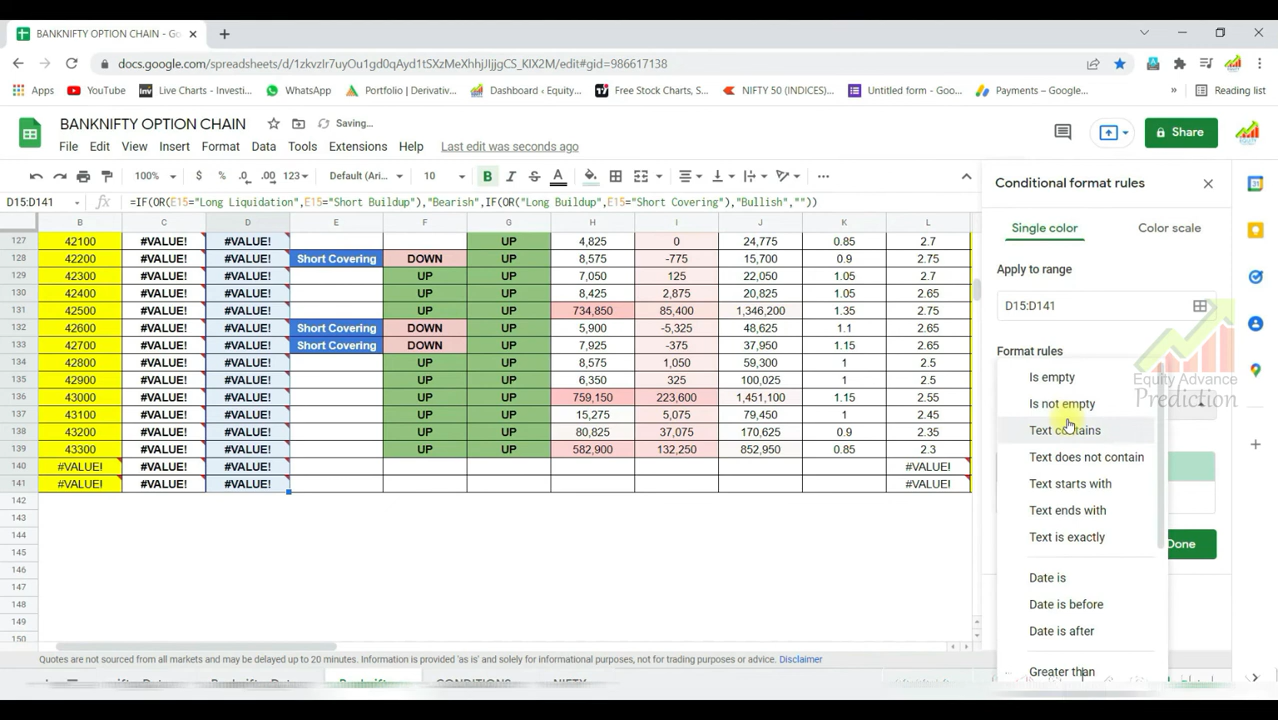 BANKNIFTY OPTION CHAIN - Go
docs.google.com/spreadsheets/d/1zkvzlr7uyOu1gd0qAyd1tSXzMeXhhjJIjjgCS_KIX2M/edit#gid=986617138
Apps YouTube Live Charts - Investi... WhatsApp Portfolio | Derivativ... Dashboard ‹ Equity... Free Stock Charts, S... NIFTY 50 (INDICES)... Untitled form - Goo... Payments – Google... » Reading list
BANKNIFTY OPTION CHAIN Saving... Share
File Edit View Insert Format Data Tools Extensions Help Last edit was seconds ago
100% $ % .0 .00 123 Default (Ari... 10 B I S A
D15:D141 fx =IF(OR(E15="Long Liquidation",E15="Short Buildup"),"Bearish",IF(OR("Long Buildup",E15="Short Covering"),"Bullish",""))
B C D E F G H I J K L
127 42100 #VALUE! #VALUE! UP 4,825 0 24,775 0.85 2.7
128 42200 #VALUE! #VALUE! Short Covering DOWN UP 8,575 -775 15,700 0.9 2.75
129 42300 #VALUE! #VALUE! UP UP 7,050 125 22,050 1.05 2.7
130 42400 #VALUE! #VALUE! UP UP 8,425 2,875 20,825 1.05 2.65
131 42500 #VALUE! #VALUE! UP UP 734,850 85,400 1,346,200 1.35 2.75
132 42600 #VALUE! #VALUE! Short Covering DOWN UP 5,900 -5,325 48,625 1.1 2.65
133 42700 #VALUE! #VALUE! Short Covering DOWN UP 7,925 -375 37,950 1.15 2.65
134 42800 #VALUE! #VALUE! UP UP 8,575 1,050 59,300 1 2.5
135 42900 #VALUE! #VALUE! UP UP 6,350 325 100,025 1 2.5
136 43000 #VALUE! #VALUE! UP UP 759,150 223,600 1,451,100 1.15 2.55
137 43100 #VALUE! #VALUE! UP UP 15,275 5,075 79,450 1 2.45
138 43200 #VALUE! #VALUE! UP UP 80,825 37,075 170,625 0.9 2.35
139 43300 #VALUE! #VALUE! UP UP 582,900 132,250 852,950 0.85 2.3
140 #VALUE! #VALUE! #VALUE! #VALUE!
141 #VALUE! #VALUE! #VALUE! #VALUE!
142
143
144
145
146
147
148
149
150
Conditional format rules
Single color Color scale
Apply to range
D15:D141
Format rules
Equity Advance
Prediction
Is empty
Is not empty
Text contains
Text does not contain
Text starts with
Text ends with
Text is exactly
Done
Date is
Date is before
Date is after
Greater than
Quotes are not sourced from all markets and may be delayed up to 20 minutes. Information is provided 'as is' and solely for informational purposes, not for trading purposes or advice. Disclaimer
CONDITIONS NIFTY